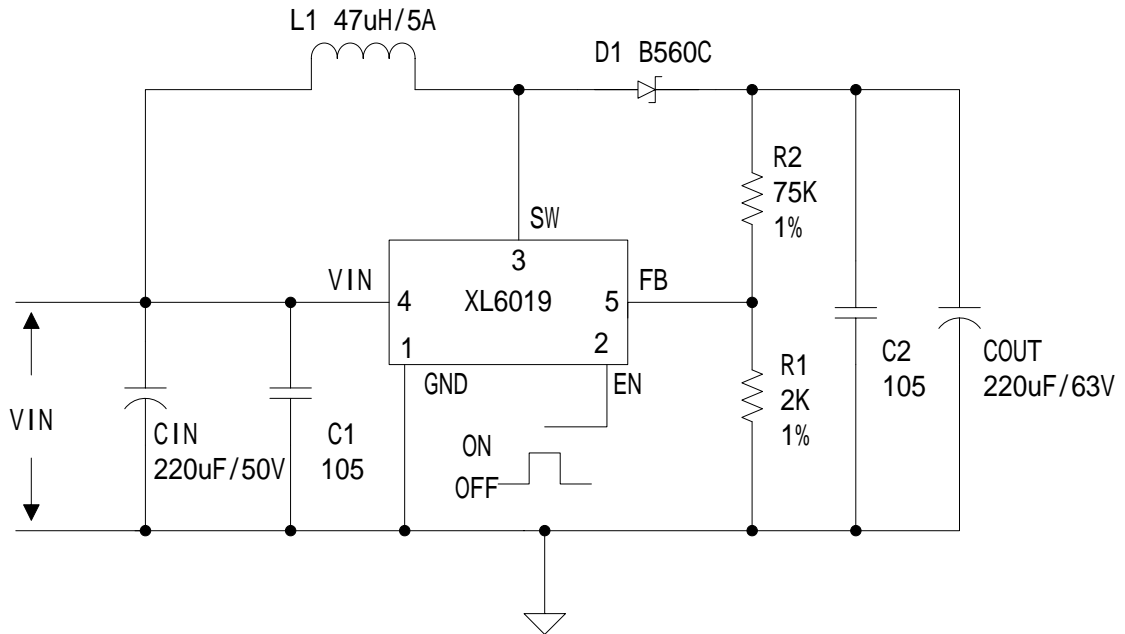 L1 47uH/5A
D1 B560C
R2
75K
1%
SW
3
VIN
4
XL6019
5
FB
1
2
GND
EN
R1
2K
1%
C2
105
COUT
220uF/63V
VIN
CIN
220uF/50V
C1
105
ON
OFF